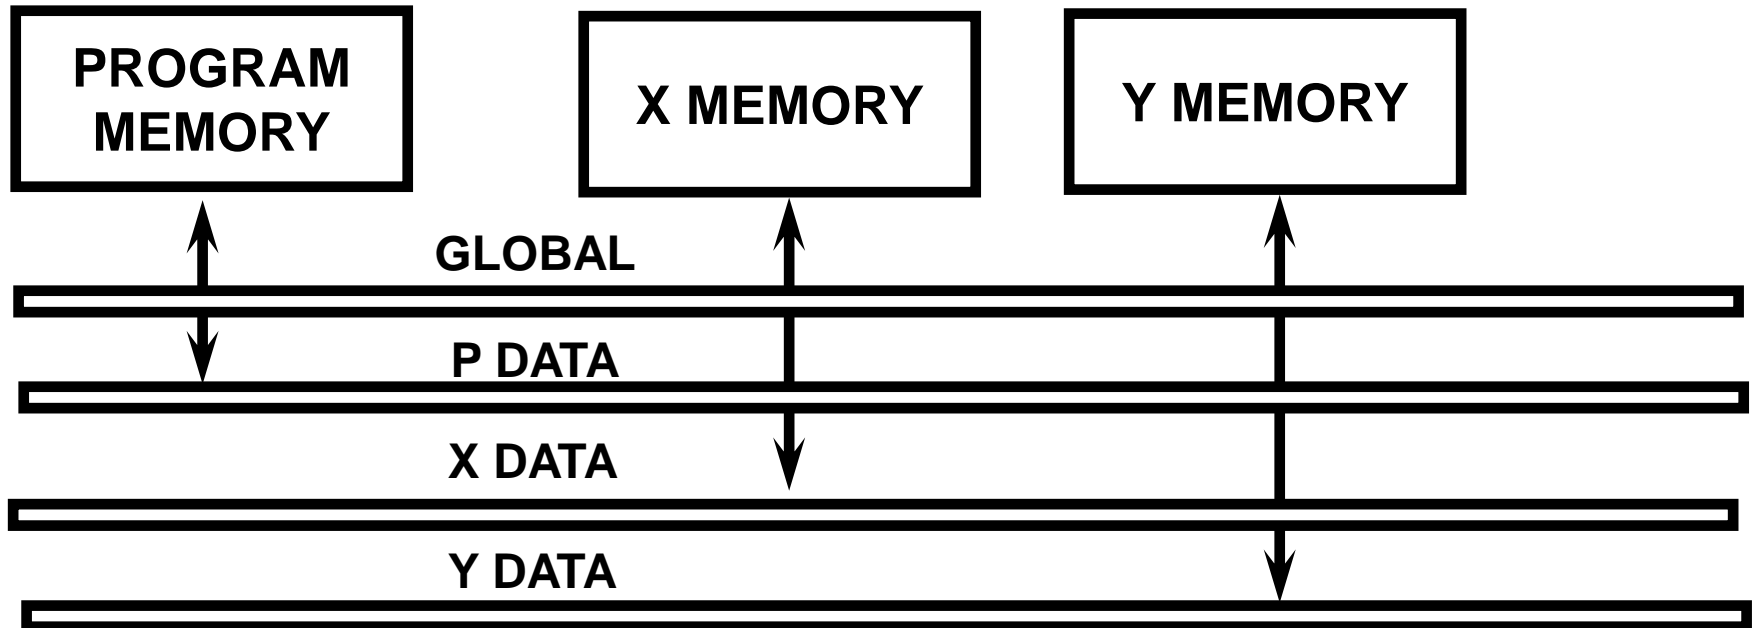 PROGRAM
MEMORY
X MEMORY
Y MEMORY
GLOBAL
P DATA
X DATA
Y DATA